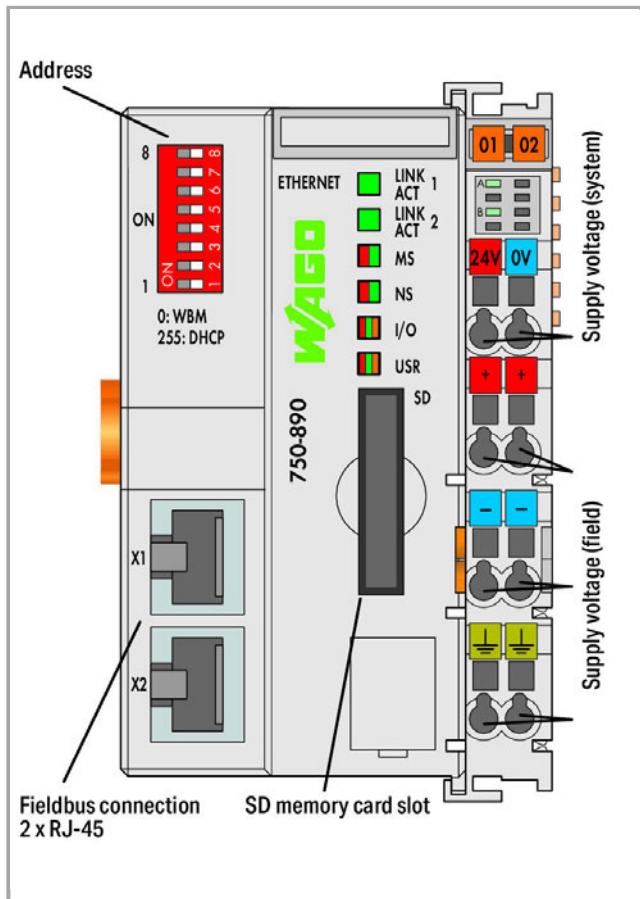 Address
8
ON
1
8
7
6
5
4
3
2
1
ON
0: WBM
255: DHCP
ETHERNET
LINK 1
ACT
LINK 2
ACT
MS
NS
I/O
USR
SD
WAGO
750-890
X1
X2
01 02
A
B
24V 0V
+ +
− −
Supply voltage (system)
Supply voltage (field)
Fieldbus connection
2 x RJ-45
SD memory card slot